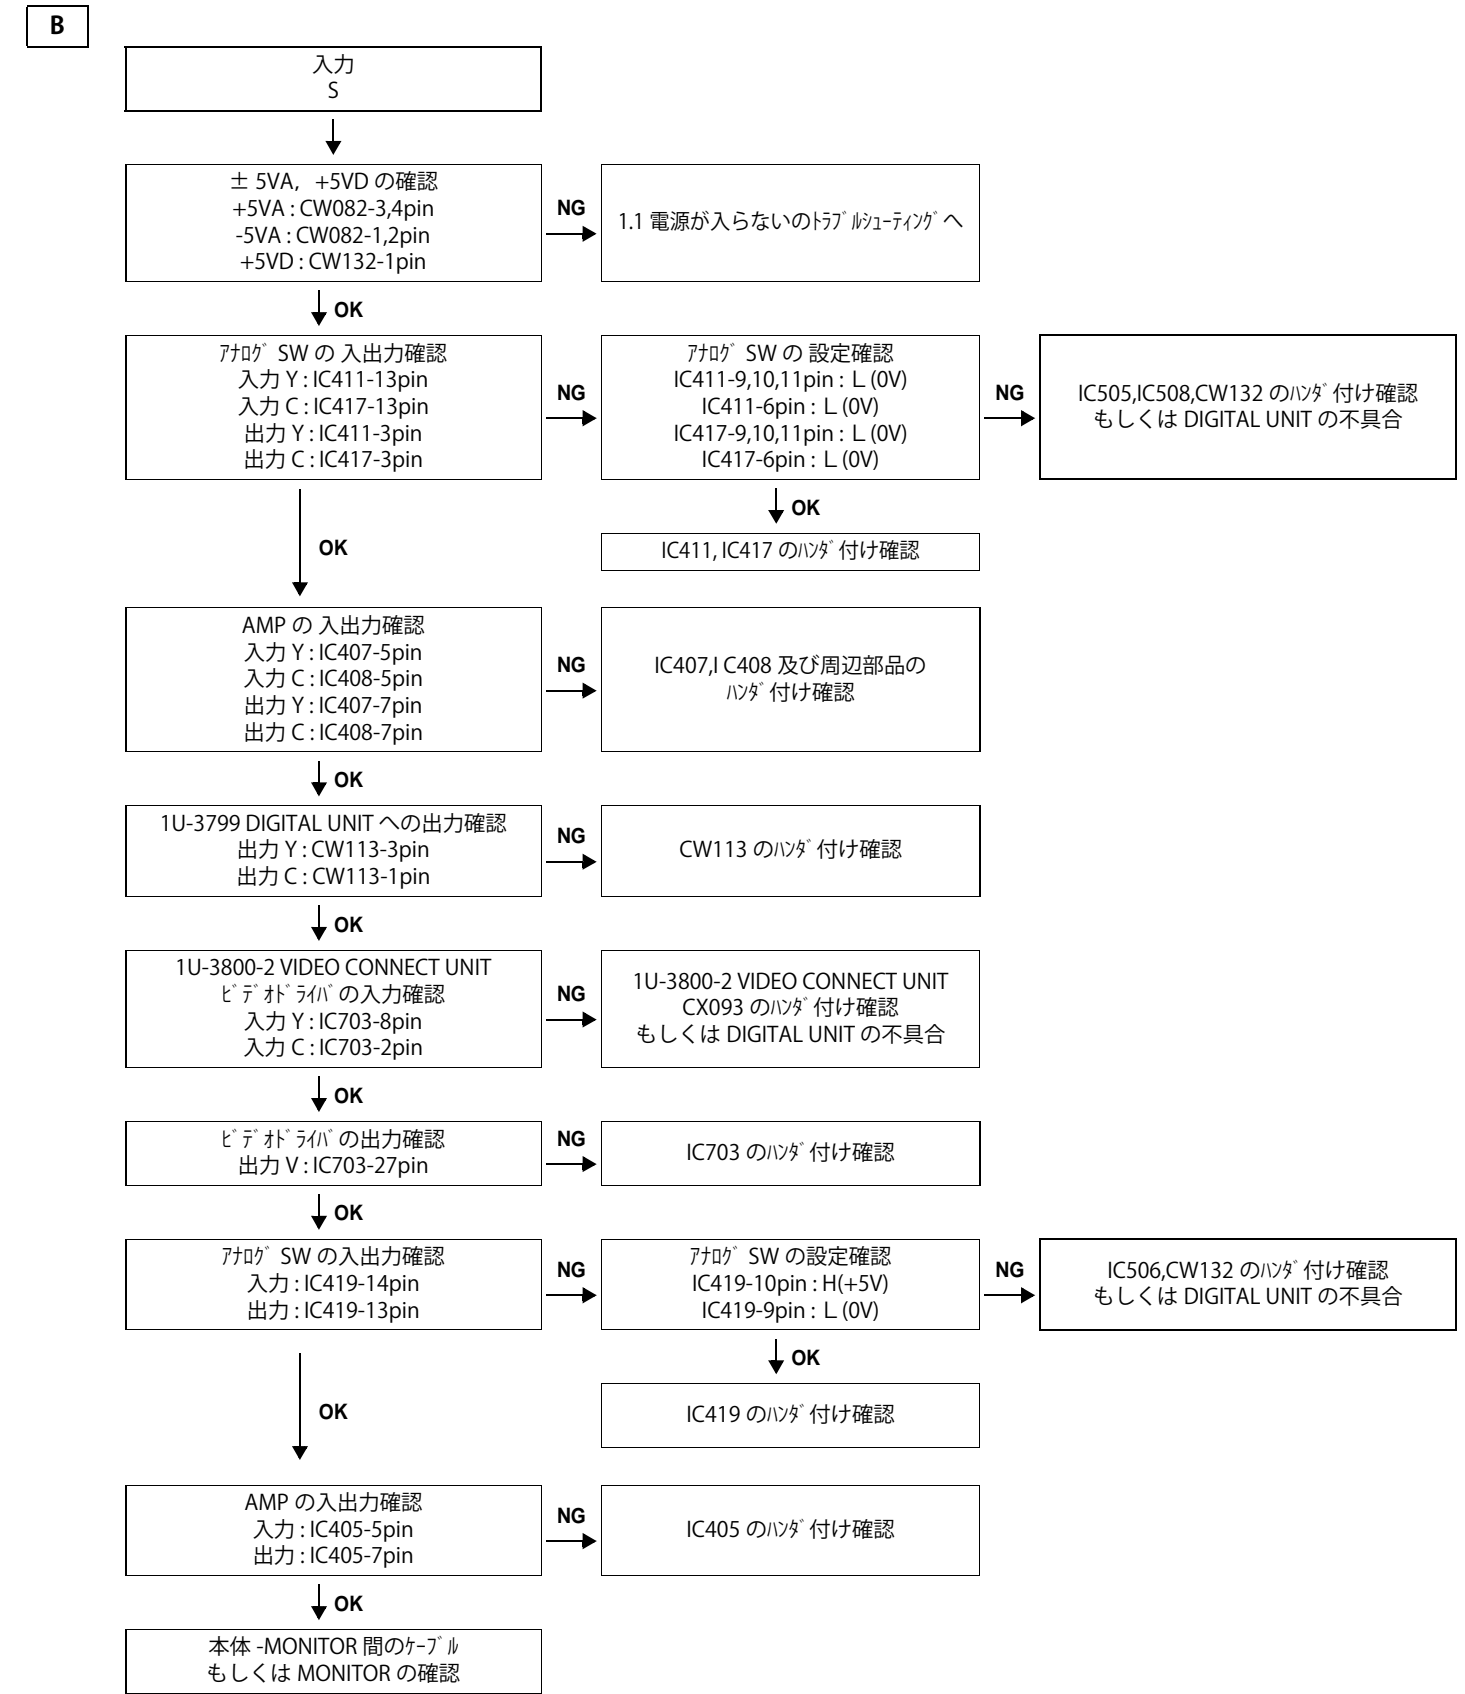 B
入力
S
± 5VA, +5VD の確認
+5VA : CW082-3,4pin
-5VA : CW082-1,2pin
+5VD : CW132-1pin
NG
1.1 電源が入らないのﾄﾗﾌﾞﾙｼｭｰﾃｨﾝｸﾞへ
OK
ｱﾅﾛｸﾞ SW の 入出力確認
入力 Y : IC411-13pin
入力 C : IC417-13pin
出力 Y : IC411-3pin
出力 C : IC417-3pin
NG
ｱﾅﾛｸﾞ SW の 設定確認
IC411-9,10,11pin : L (0V)
IC411-6pin : L (0V)
IC417-9,10,11pin : L (0V)
IC417-6pin : L (0V)
NG
IC505,IC508,CW132 のﾊﾝﾀﾞ付け確認
もしくは DIGITAL UNIT の不具合
OK
IC411, IC417 のﾊﾝﾀﾞ付け確認
OK
AMP の 入出力確認
入力 Y : IC407-5pin
入力 C : IC408-5pin
出力 Y : IC407-7pin
出力 C : IC408-7pin
NG
IC407,I C408 及び周辺部品の
ﾊﾝﾀﾞ付け確認
OK
1U-3799 DIGITAL UNIT への出力確認
出力 Y : CW113-3pin
出力 C : CW113-1pin
NG
CW113 のﾊﾝﾀﾞ付け確認
OK
1U-3800-2 VIDEO CONNECT UNIT
ﾋﾞﾃﾞｵﾄﾞﾗｲﾊﾞの入力確認
入力 Y : IC703-8pin
入力 C : IC703-2pin
NG
1U-3800-2 VIDEO CONNECT UNIT
CX093 のﾊﾝﾀﾞ付け確認
もしくは DIGITAL UNIT の不具合
OK
ﾋﾞﾃﾞｵﾄﾞﾗｲﾊﾞの出力確認
出力 V : IC703-27pin
NG
IC703 のﾊﾝﾀﾞ付け確認
OK
ｱﾅﾛｸﾞ SW の入出力確認
入力 : IC419-14pin
出力 : IC419-13pin
NG
ｱﾅﾛｸﾞ SW の設定確認
IC419-10pin : H(+5V)
IC419-9pin : L (0V)
NG
IC506,CW132 のﾊﾝﾀﾞ付け確認
もしくは DIGITAL UNIT の不具合
OK
IC419 のﾊﾝﾀﾞ付け確認
OK
AMP の入出力確認
入力 : IC405-5pin
出力 : IC405-7pin
NG
IC405 のﾊﾝﾀﾞ付け確認
OK
本体 -MONITOR 間のｹｰﾌﾞﾙ
もしくは MONITOR の確認